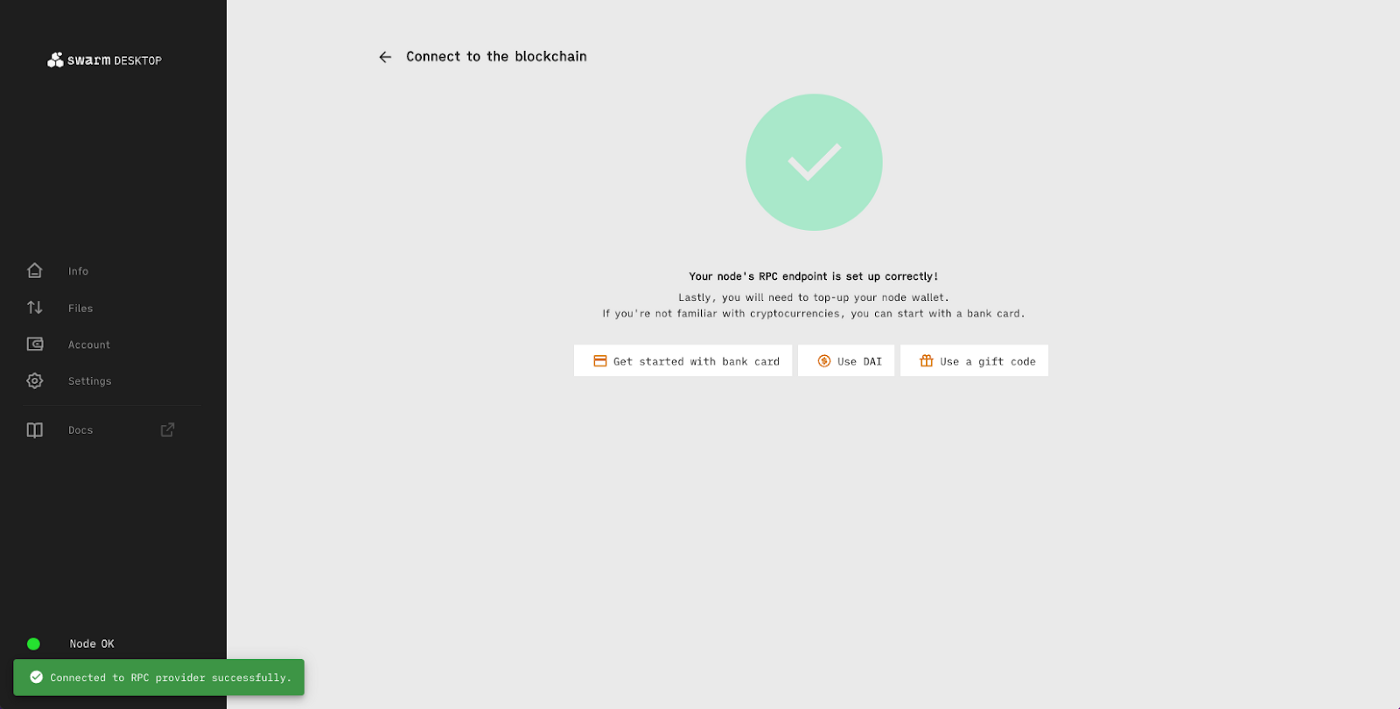 swarm DESKTOP
Info
Files
Account
Settings
Docs
Node OK
Connected to RPC provider successfully.
Connect to the blockchain
Your node's RPC endpoint is set up correctly!
Lastly, you will need to top-up your node wallet.
If you're not familiar with cryptocurrencies, you can start with a bank card.
Get started with bank card
Use DAI
Use a gift code